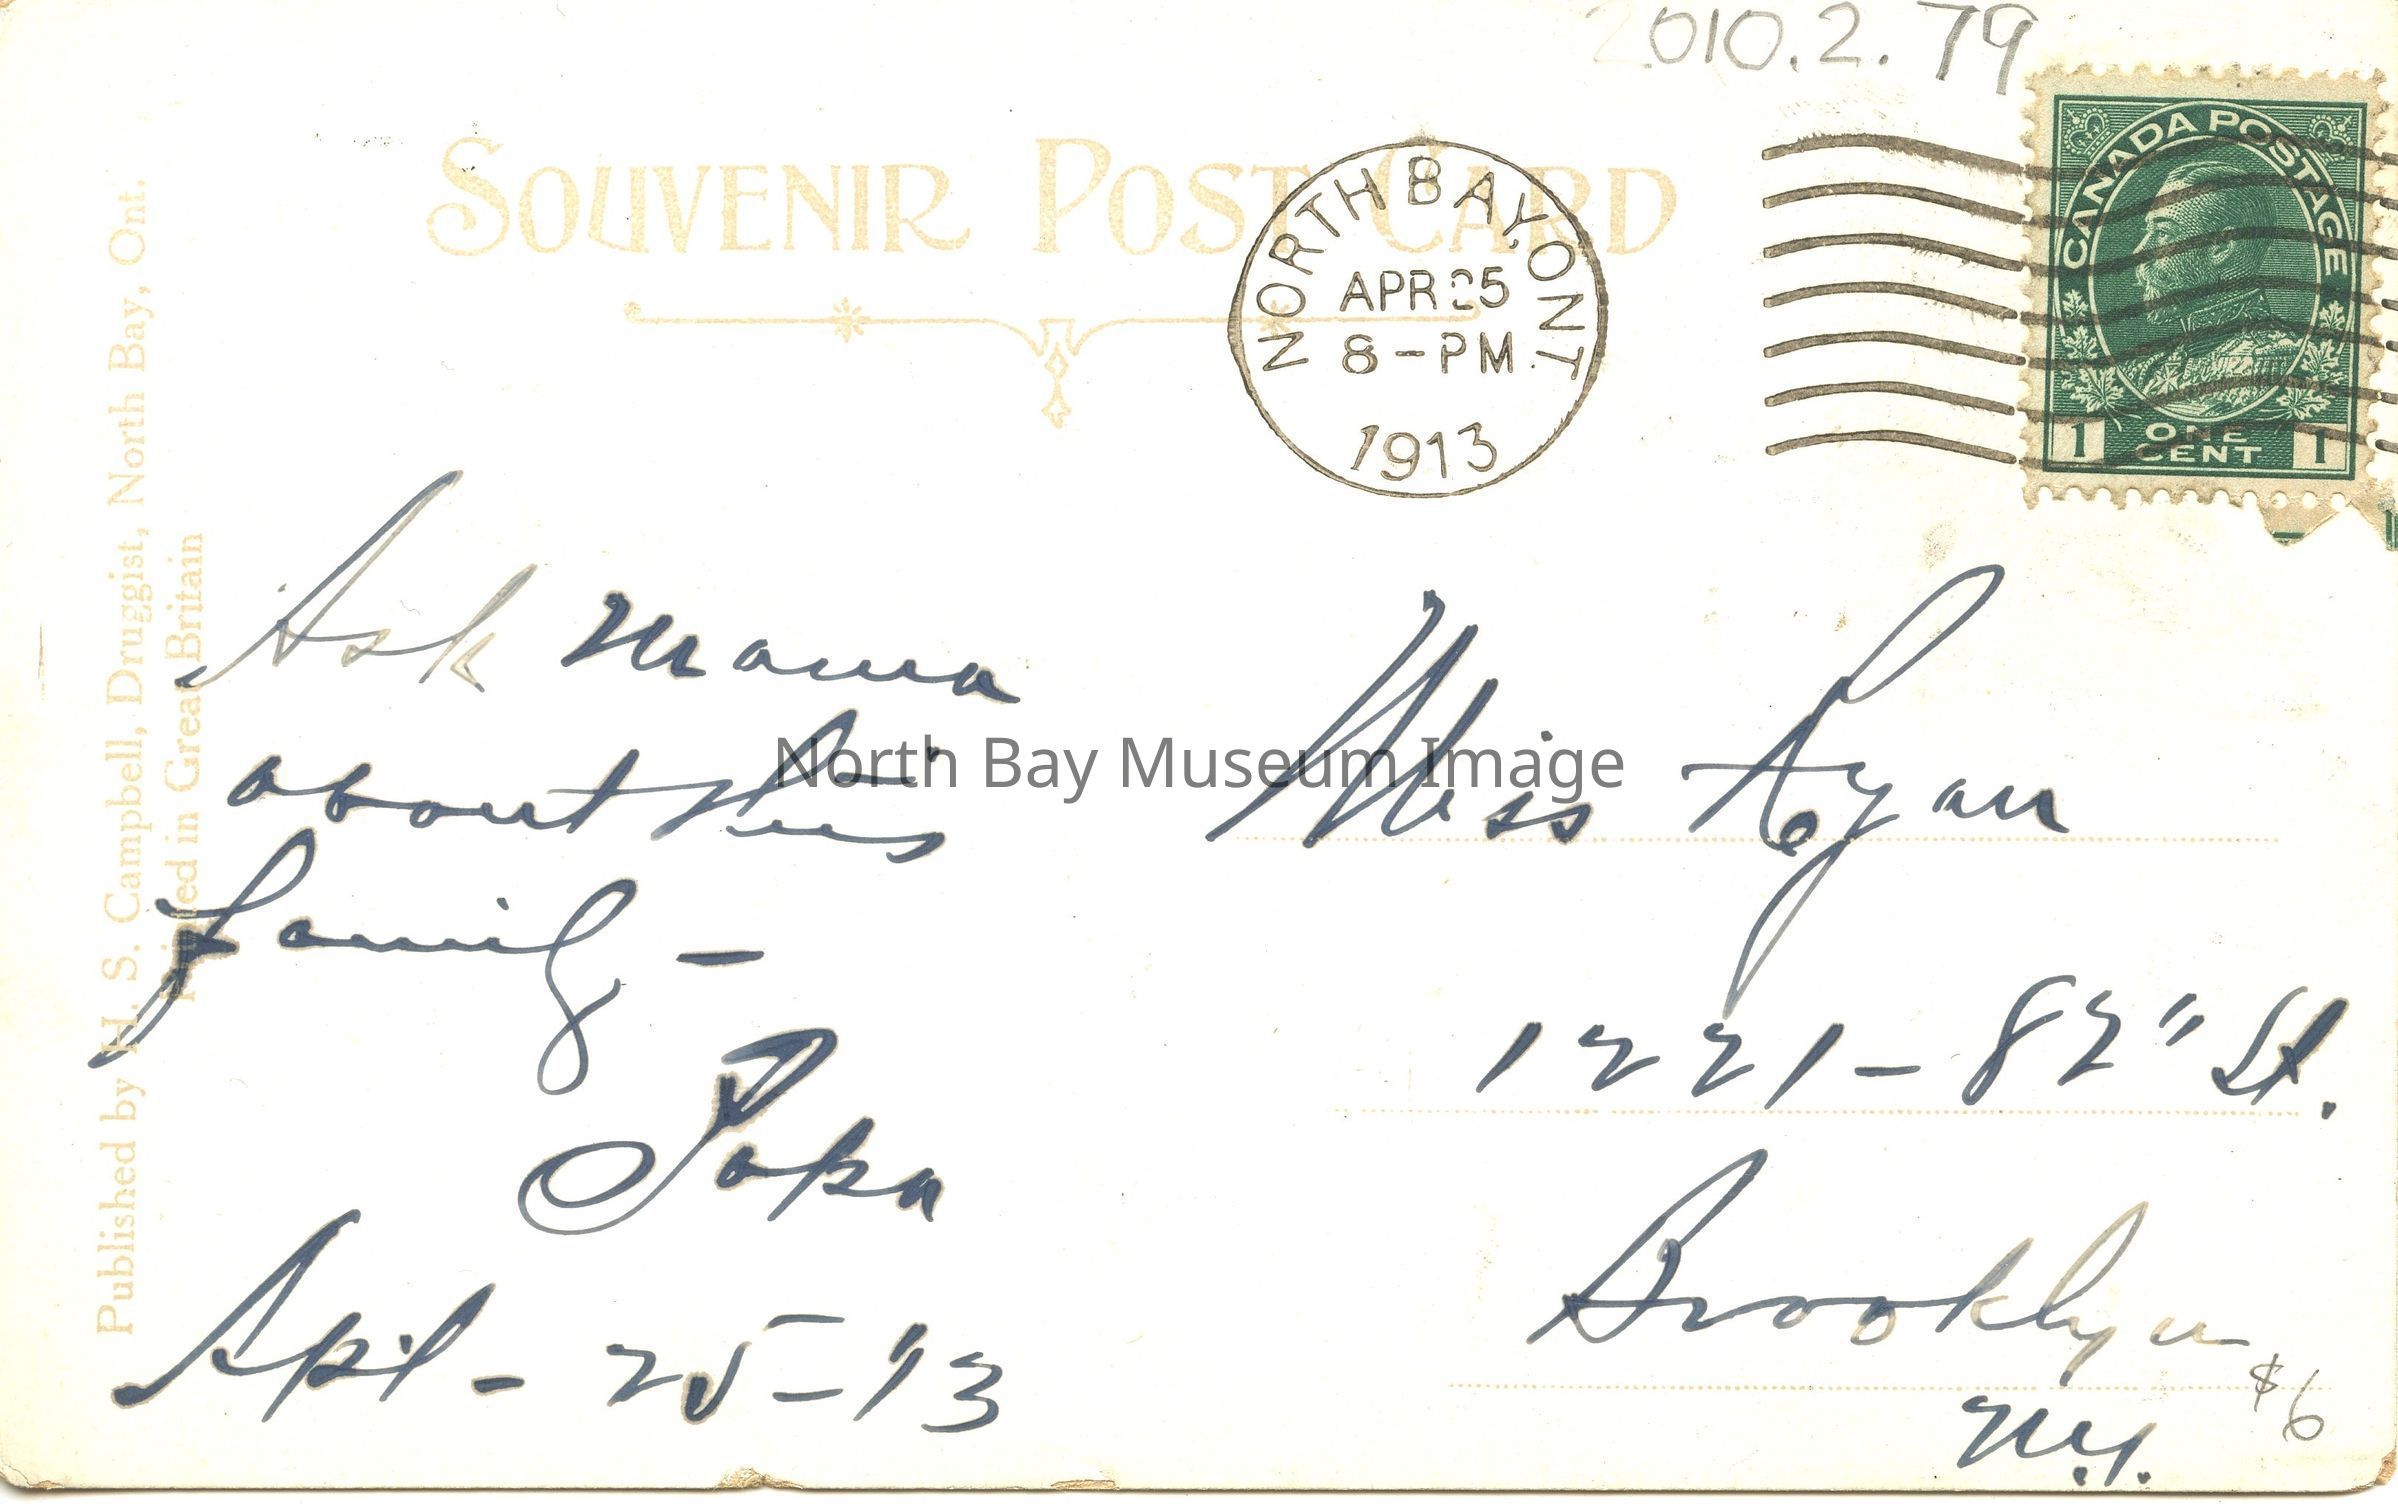 2010.2.79
SOUVENIR POST CARD
NORTH BAY, ONT.
APR 25
8-PM
1913
CANADA POSTAGE
1 ONE CENT 1
Published by H. S. Campbell, Druggist, North Bay, Ont.
Printed in Great Britain
Ask Mama
about this
family –
Papa
Apl – 25 – '13
Miss Ryan
1221 – 82" St.
Brooklyn
N.Y.
$6
North Bay Museum Image